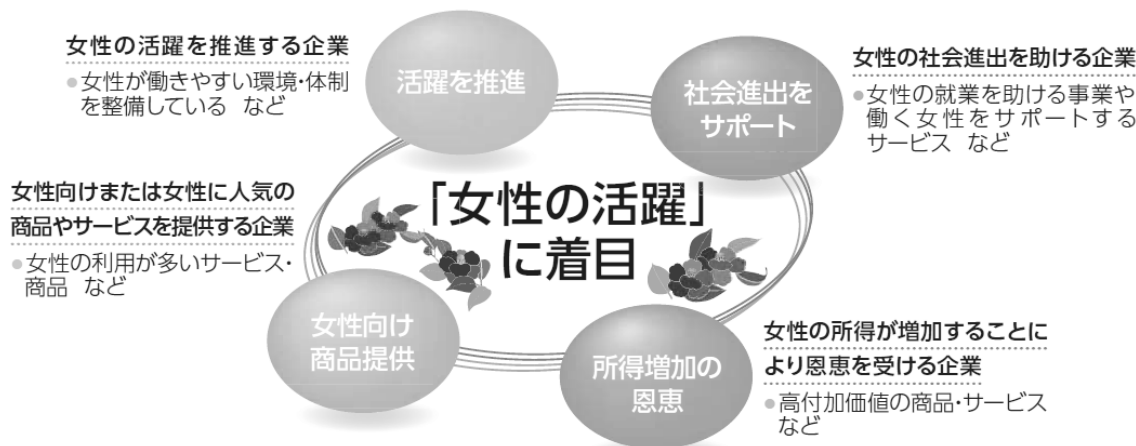 女性の活躍を推進する企業
●女性が働きやすい環境・体制
を整備している など
活躍を推進
社会進出を
サポート
女性の社会進出を助ける企業
●女性の就業を助ける事業や
働く女性をサポートする
サービス など
女性向けまたは女性に人気の
商品やサービスを提供する企業
●女性の利用が多いサービス・
商品 など
「女性の活躍」
に着目
女性向け
商品提供
所得増加の
恩恵
女性の所得が増加することに
より恩恵を受ける企業
●高付加価値の商品・サービス
など